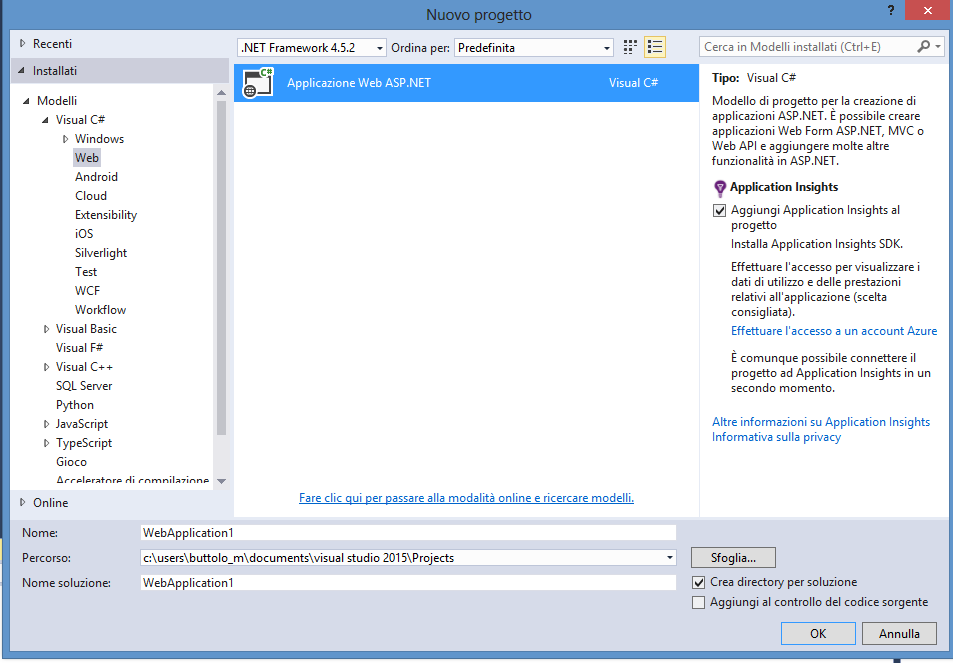 Nuovo progetto
?
Recenti
Installati
Modelli
Visual C#
Windows
Web
Android
Cloud
Extensibility
iOS
Silverlight
Test
WCF
Workflow
Visual Basic
Visual F#
Visual C++
SQL Server
Python
JavaScript
TypeScript
Gioco
Acceleratore di compilazione
Online
.NET Framework 4.5.2
Ordina per:
Predefinita
Applicazione Web ASP.NET
Visual C#
Fare clic qui per passare alla modalità online e ricercare modelli.
Cerca in Modelli installati (Ctrl+E)
Tipo: Visual C#
Modello di progetto per la creazione di
applicazioni ASP.NET. È possibile creare
applicazioni Web Form ASP.NET, MVC o
Web API e aggiungere molte altre
funzionalità in ASP.NET.
Application Insights
Aggiungi Application Insights al
progetto
Installa Application Insights SDK.
Effettuare l'accesso per visualizzare i
dati di utilizzo e delle prestazioni
relativi all'applicazione (scelta
consigliata).
Effettuare l'accesso a un account Azure
È comunque possibile connettere il
progetto ad Application Insights in un
secondo momento.
Altre informazioni su Application Insights
Informativa sulla privacy
Nome:
WebApplication1
Percorso:
c:\users\buttolo_m\documents\visual studio 2015\Projects
Sfoglia...
Nome soluzione:
WebApplication1
Crea directory per soluzione
Aggiungi al controllo del codice sorgente
OK
Annulla